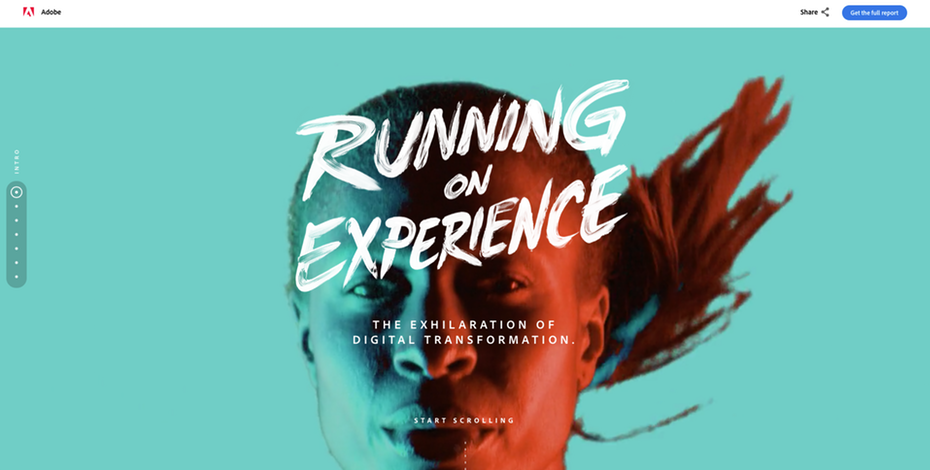 Adobe
Share
Get the full report
INTRO
RUNNING
ON
EXPERIENCE
THE EXHILARATION OF
DIGITAL TRANSFORMATION.
START SCROLLING